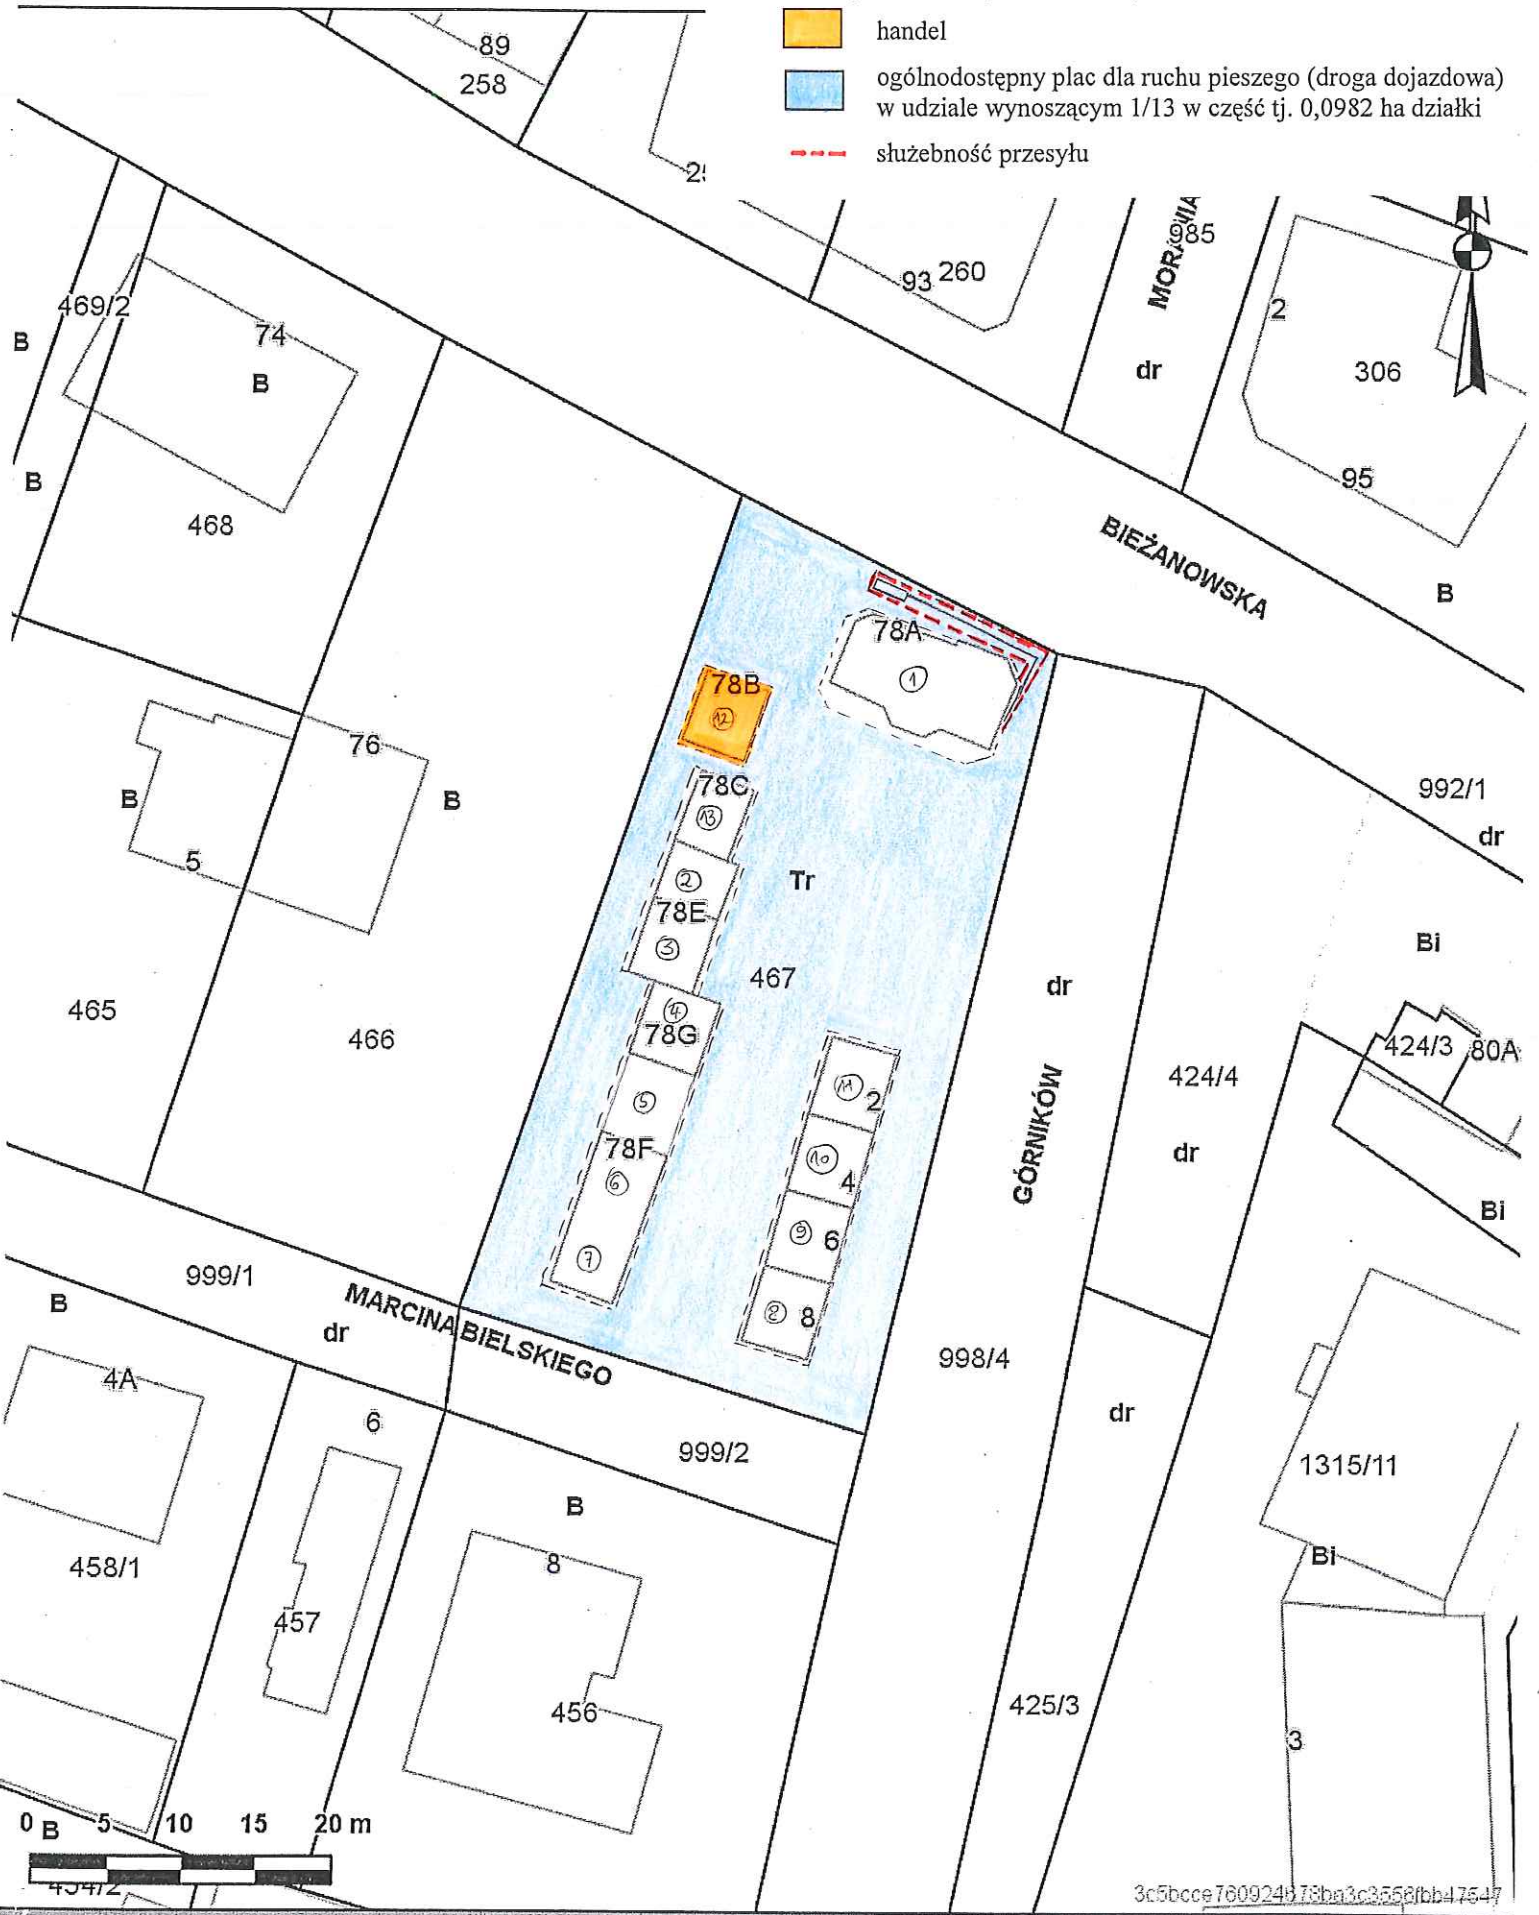 handel
ogólnodostępny plac dla ruchu pieszego (droga dojazdowa)
w udziale wynoszącym 1/13 w część tj. 0,0982 ha działki
służebność przesyłu
89
258
93 260
985
dr
2
306
95
469/2
B
74
B
B
468
BIEŻANOWSKA
B
78A
1
78B
12
78C
13
2
78E
3
Tr
467
4
78G
5
78F
6
7
11 2
10 4
9 6
8 8
76
B
B
5
465
466
992/1
dr
Bi
424/3 80A
dr
424/4
GÓRNIKÓW
dr
Bi
999/1
B
dr
MARCINA BIELSKIEGO
998/4
dr
4A
6
999/2
B
1315/11
Bi
8
458/1
457
456
425/3
3
0 5 10 15 20 m
B